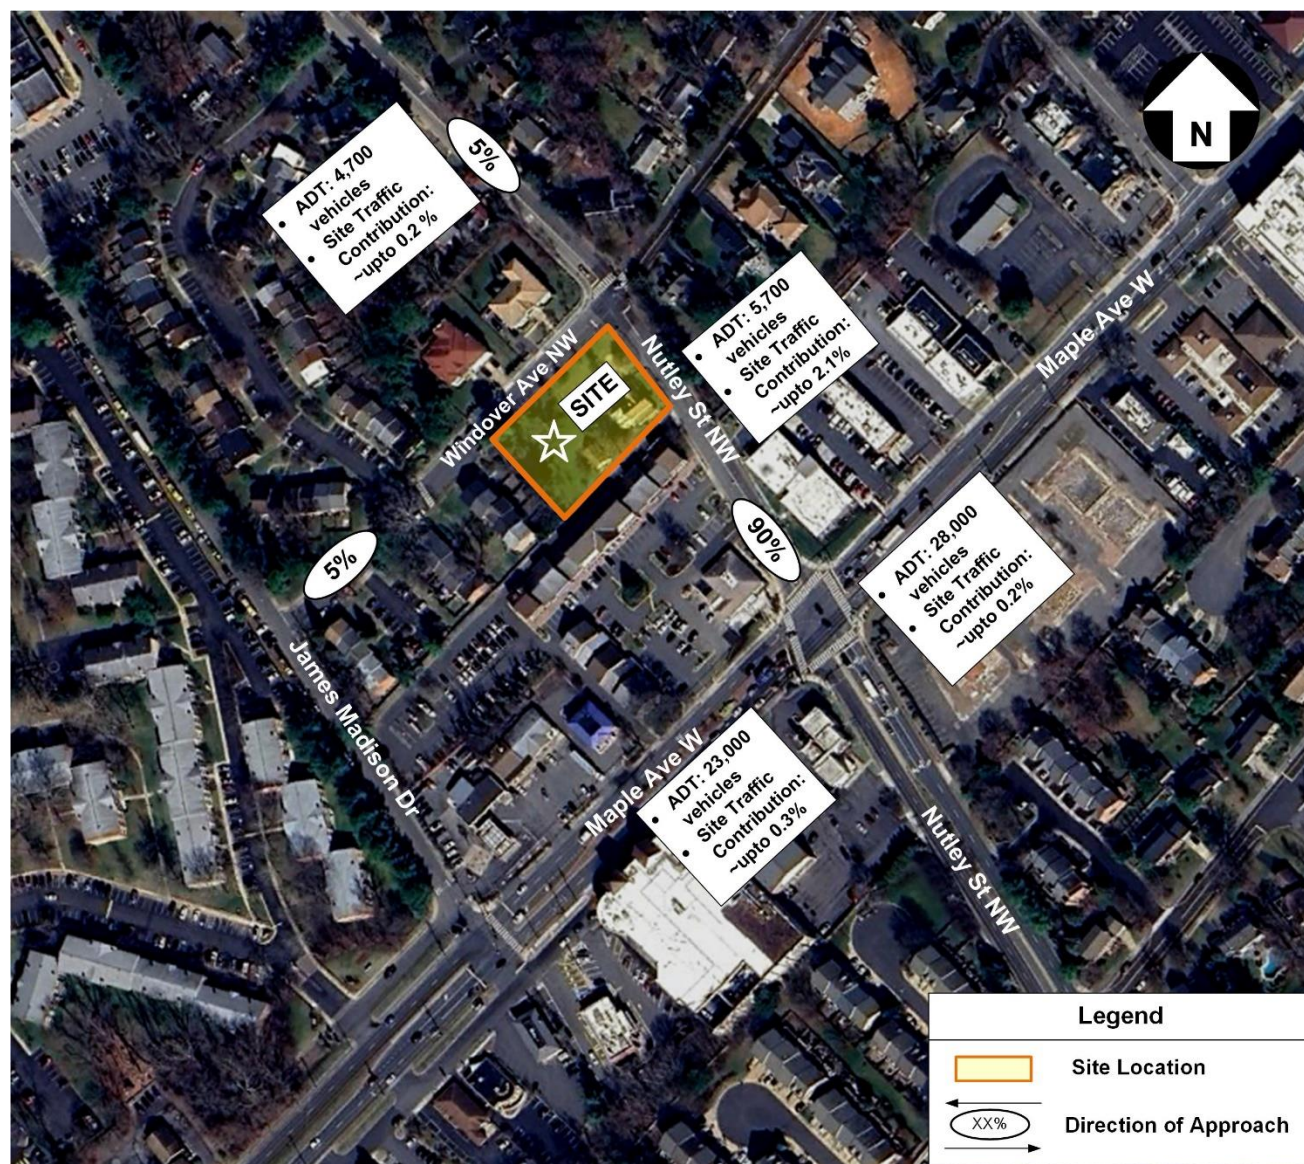 5%
• ADT: 4,700
vehicles
• Site Traffic
Contribution:
~upto 0.2 %
N
• ADT: 5,700
vehicles
• Site Traffic
Contribution:
~upto 2.1%
Maple Ave W
Windover Ave NW
Nutley St NW
SITE
5%
90%
• ADT: 28,000
vehicles
• Site Traffic
Contribution:
~upto 0.2%
James Madison Dr
Maple Ave W
• ADT: 23,000
vehicles
• Site Traffic
Contribution:
~upto 0.3%
Nutley St NW
Legend
Site Location
XX%
Direction of Approach